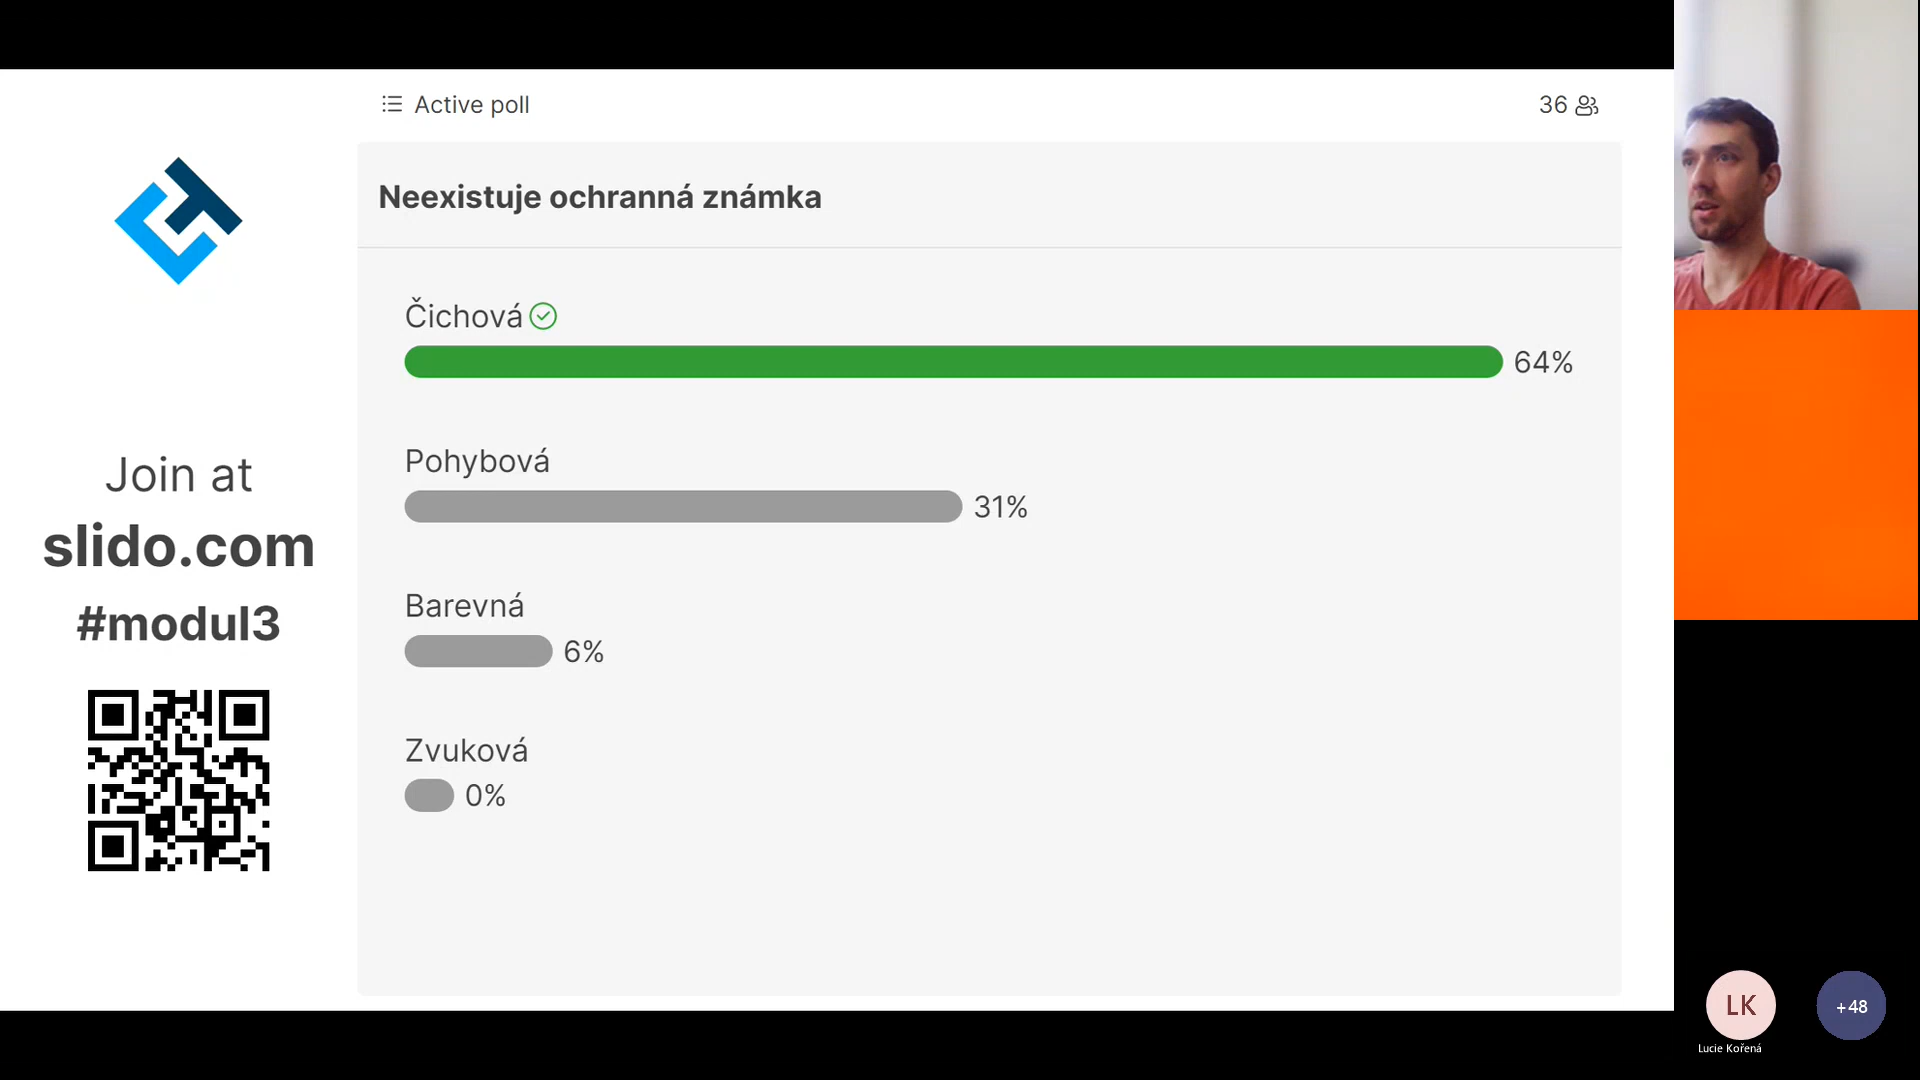 Active poll
36
Neexistuje ochranná známka
Čichová
64%
Pohybová
31%
Barevná
6%
Zvuková
0%
Join at
slido.com
#modul3
LK
+48
Lucie Kořená